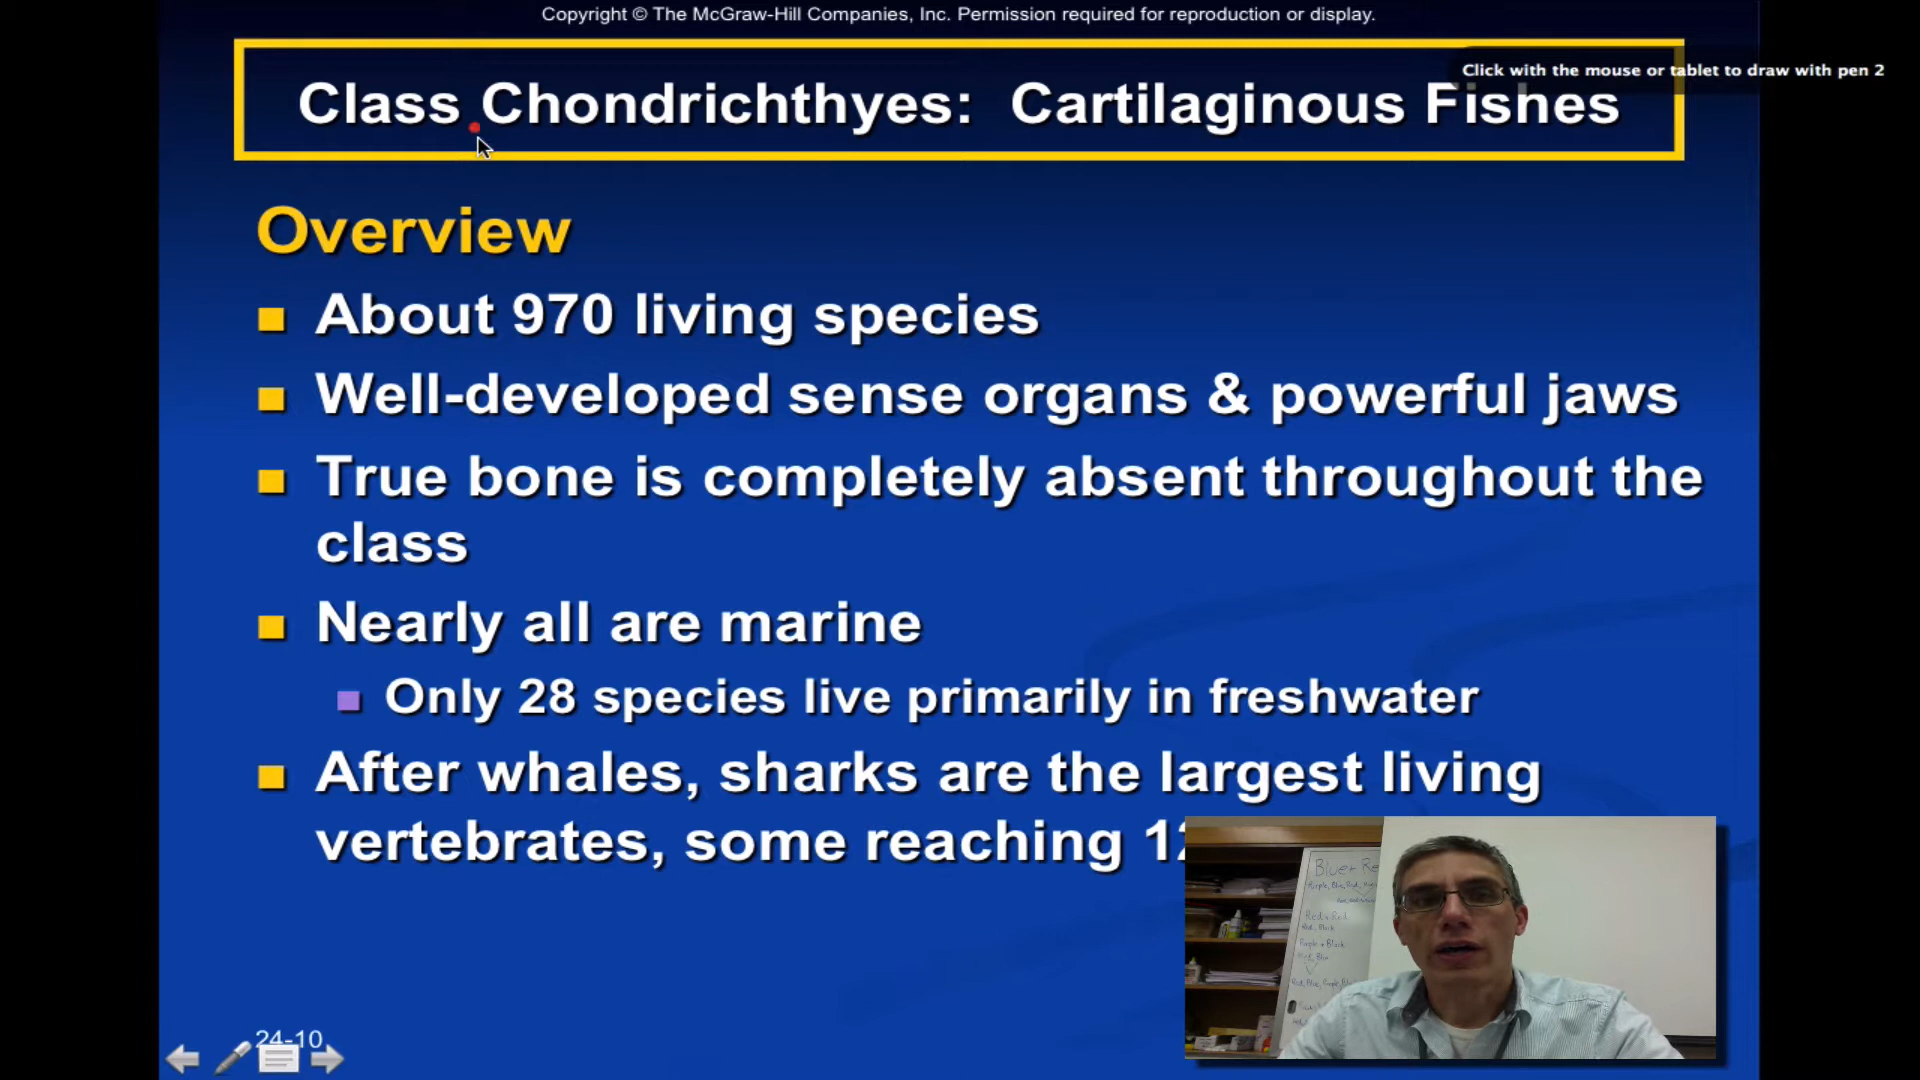 Copyright © The McGraw-Hill Companies, Inc. Permission required for reproduction or display.
Click with the mouse or tablet to draw with pen 2
Class Chondrichthyes: Cartilaginous Fishes
Overview
About 970 living species
Well-developed sense organs & powerful jaws
True bone is completely absent throughout the
class
Nearly all are marine
Only 28 species live primarily in freshwater
After whales, sharks are the largest living
vertebrates, some reaching 12
Red, Black
24-10